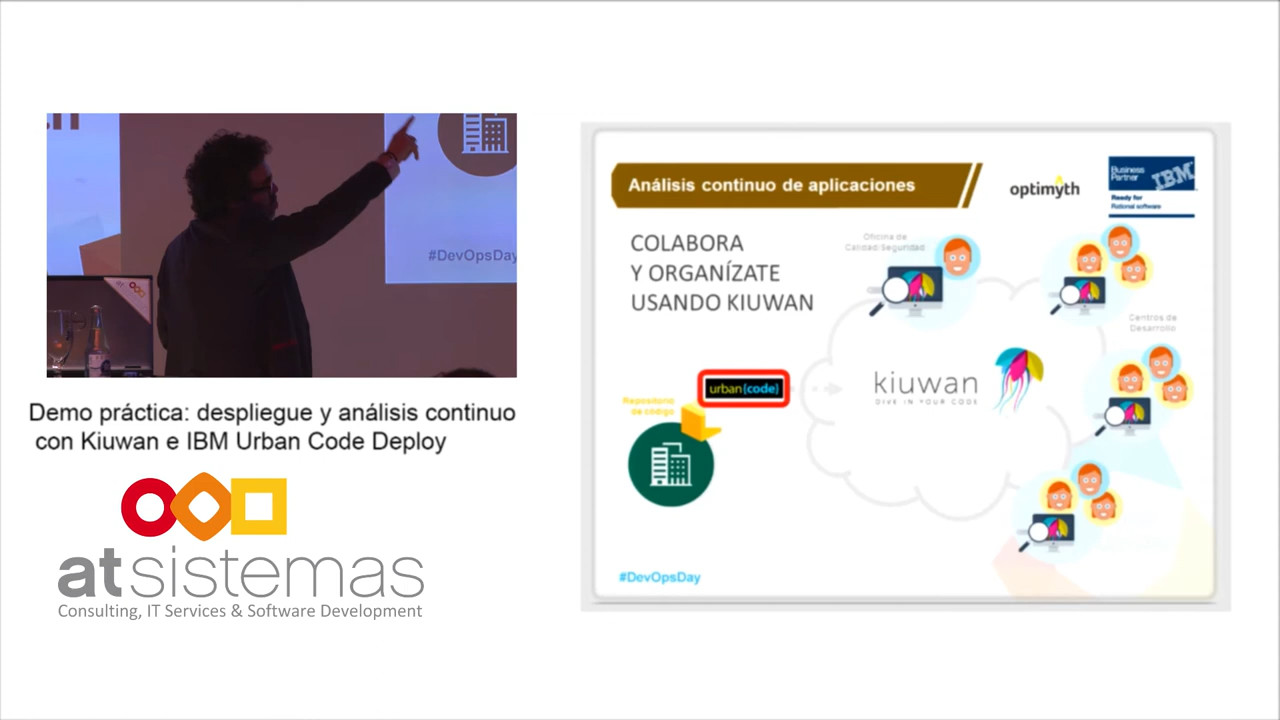 #DevOpsDay
Demo práctica: despliegue y análisis continuo
con Kiuwan e IBM Urban Code Deploy
atsistemas
Consulting, IT Services & Software Development
Análisis continuo de aplicaciones
optimyth
Business
Partner
IBM
Ready for
Rational software
COLABORA
Y ORGANÍZATE
USANDO KIUWAN
Oficina de
Calidad/Seguridad
Centros de
Desarrollo
urban{code}
Repositorio
de código
kiuwan
DIVE IN YOUR CODE
#DevOpsDay